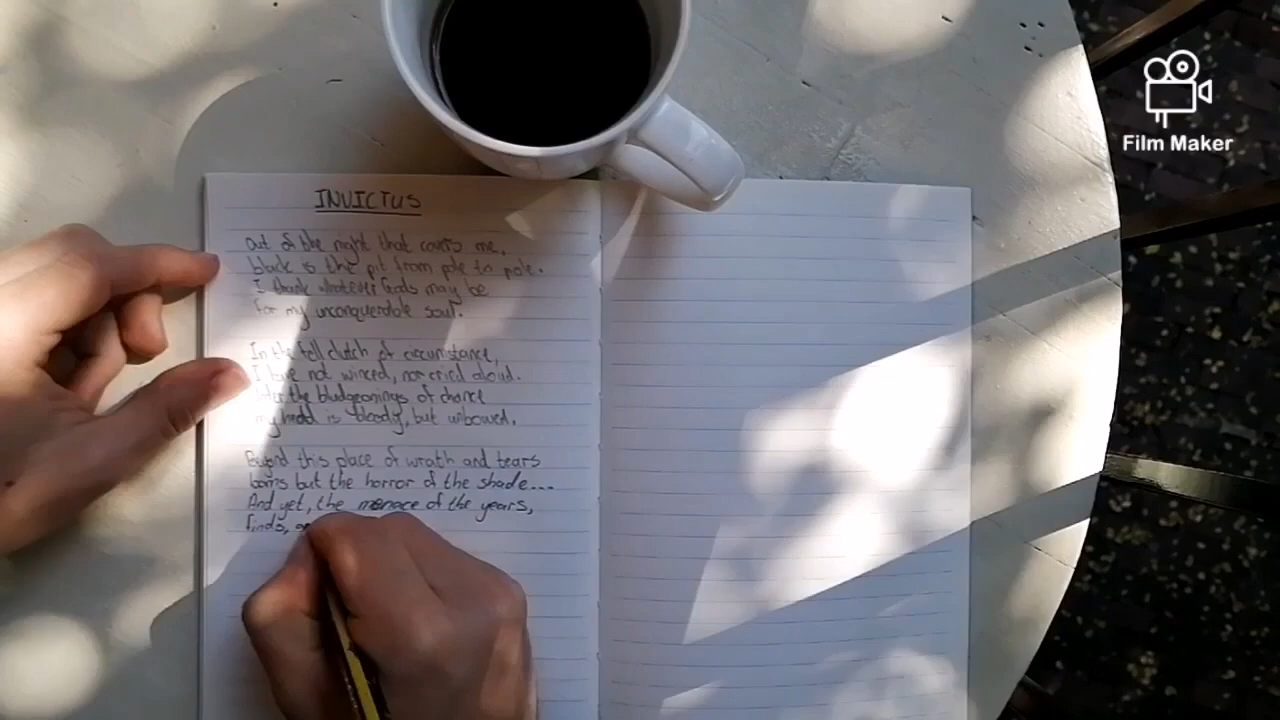 INVICTUS
Out of the night that covers me,
black is the pit from pole to pole.
I thank whatever Gods may be
For my unconquerable soul.
In the fell clutch of circumstance,
I have not winced, nor cried aloud.
Under the bludgeonings of chance
my head is bloody, but unbowed.
Beyond this place of wrath and tears
looms but the horror of the shade...
And yet, the menace of the years,
Finds,
Film Maker